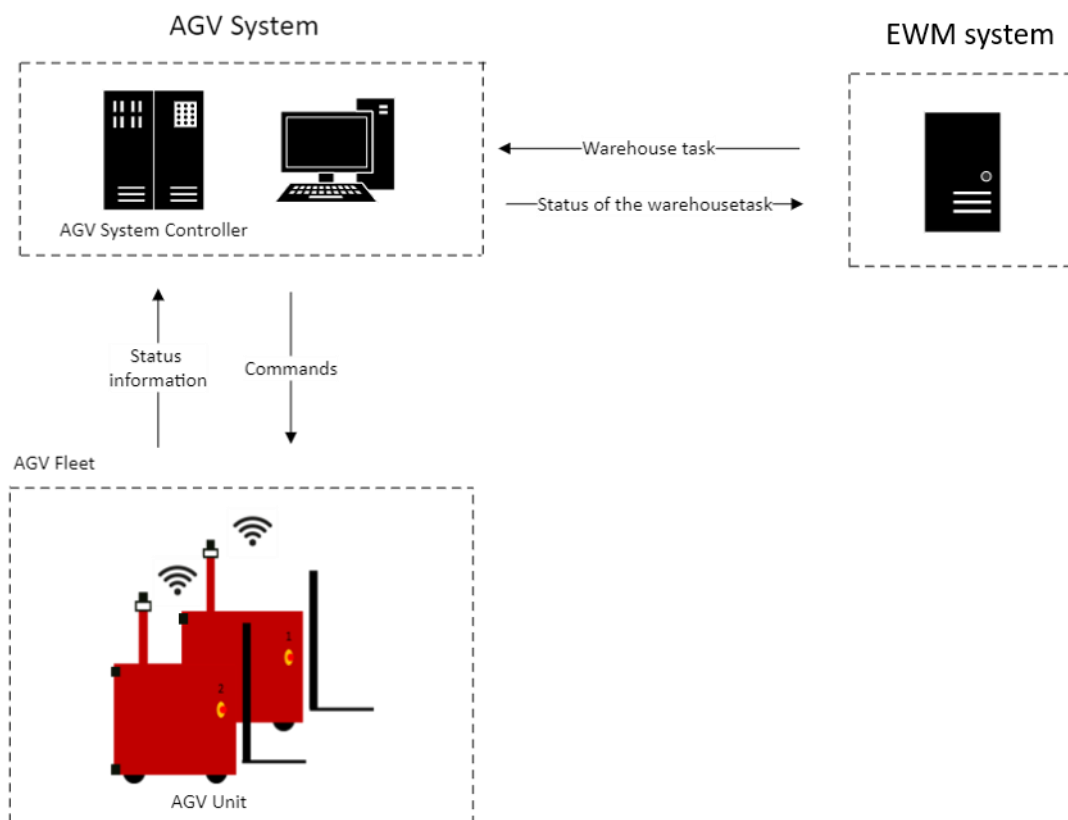 AGV System
EWM system
Warehouse task
Status of the warehousetask
AGV System Controller
Status
information
Commands
AGV Fleet
1
2
AGV Unit